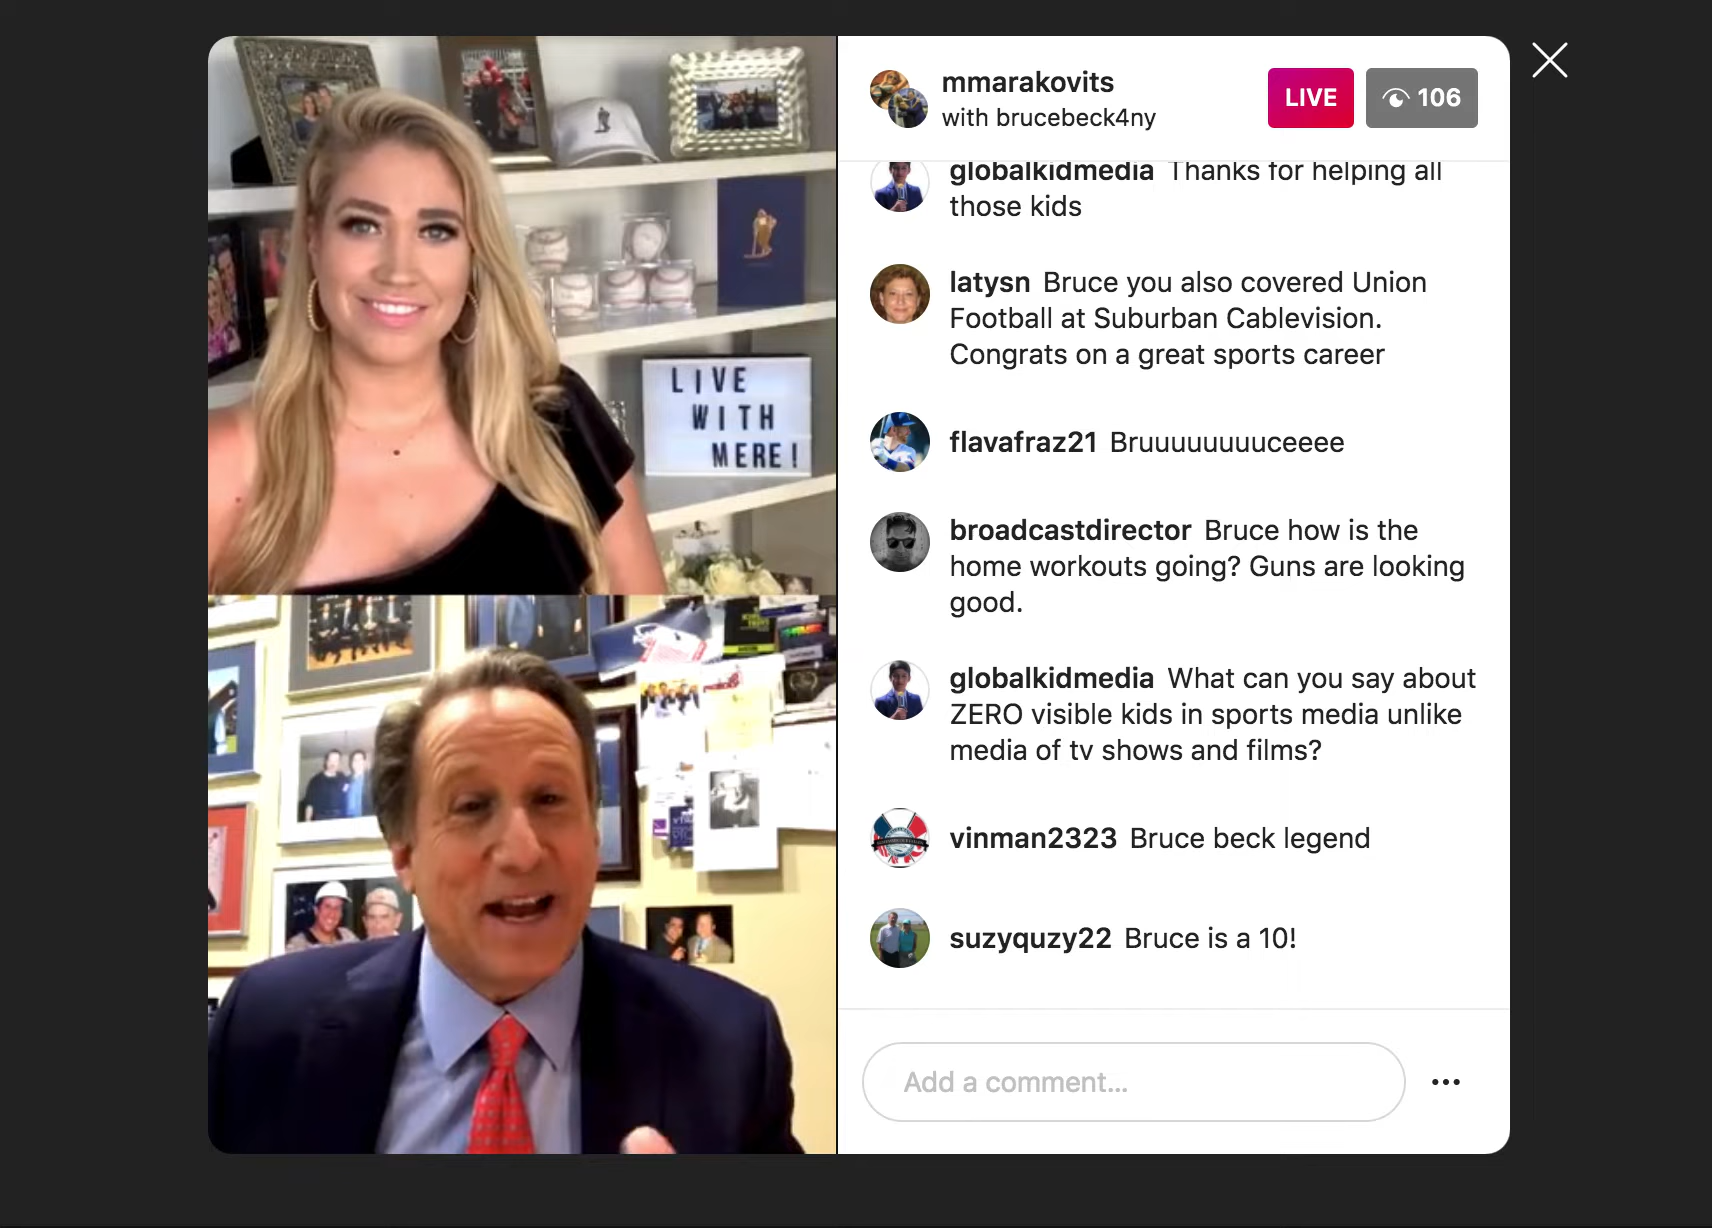 LIVE
WITH
MERE!
mmarakovits
with brucebeck4ny
LIVE
106
globalkidmedia Thanks for helping all
those kids
latysn Bruce you also covered Union
Football at Suburban Cablevision.
Congrats on a great sports career
flavafraz21 Bruuuuuuuuceeee
broadcastdirector Bruce how is the
home workouts going? Guns are looking
good.
globalkidmedia What can you say about
ZERO visible kids in sports media unlike
media of tv shows and films?
vinman2323 Bruce beck legend
suzyquzy22 Bruce is a 10!
Add a comment...